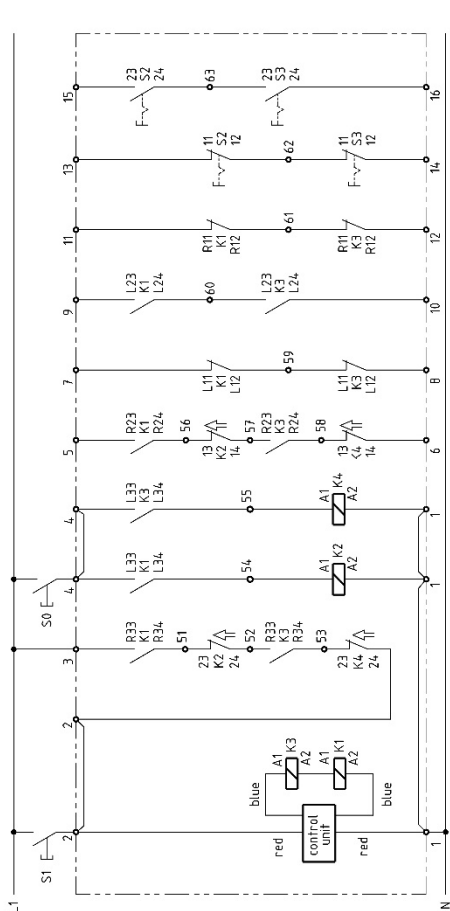 S1
2
red
control
unit
red
1
blue
A1
K3
A2
A1
K1
A2
blue
2
3
R33
K1
R34
51
23
K2
24
52
R33
K3
R34
53
23
K4
24
S0
4
L33
K1
L34
54
A1
K2
A2
1
4
L33
K3
L34
55
A1
K4
A2
1
5
R23
K1
R24
56
13
K2
14
57
R23
K3
R24
58
13
K4
14
6
7
L11
K1
L12
59
L11
K3
L12
8
9
L23
K1
L24
60
L23
K3
L24
10
11
R11
K1
R12
61
R11
K3
R12
12
13
11
S2
12
62
11
S3
12
14
15
23
S2
24
63
23
S3
24
16
N